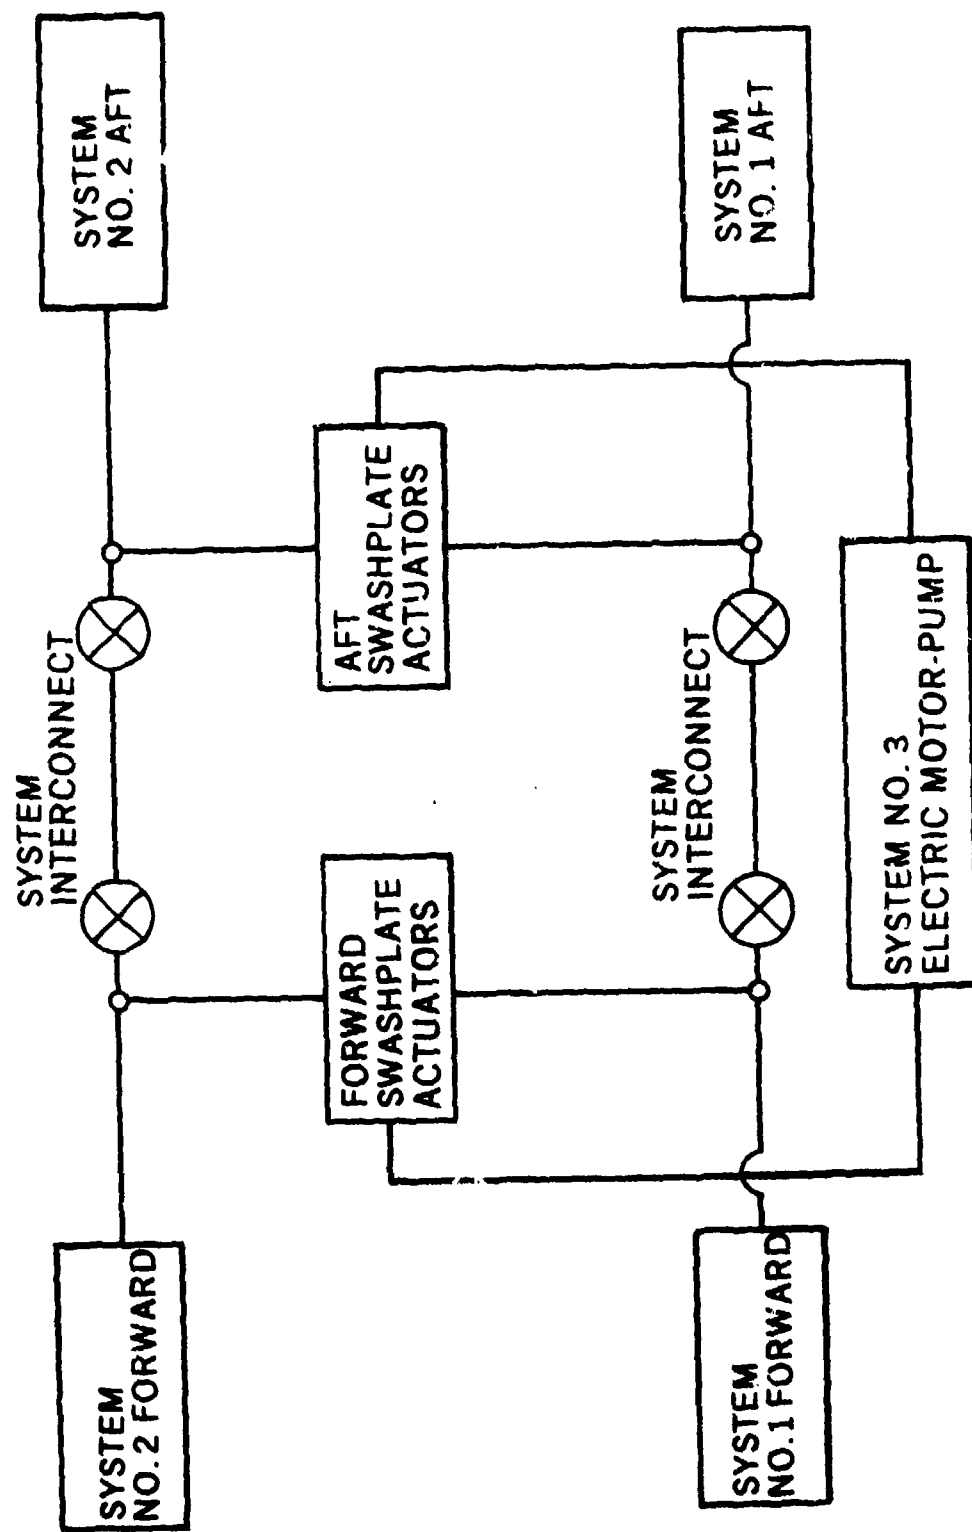 SYSTEM
NO. 2 FORWARD
SYSTEM
INTERCONNECT
SYSTEM
NO. 2 AFT
FORWARD
SWASHPLATE
ACTUATORS
AFT
SWASHPLATE
ACTUATORS
SYSTEM
NO. 1 FORWARD
SYSTEM
INTERCONNECT
SYSTEM
NO. 1 AFT
SYSTEM NO. 3
ELECTRIC MOTOR-PUMP